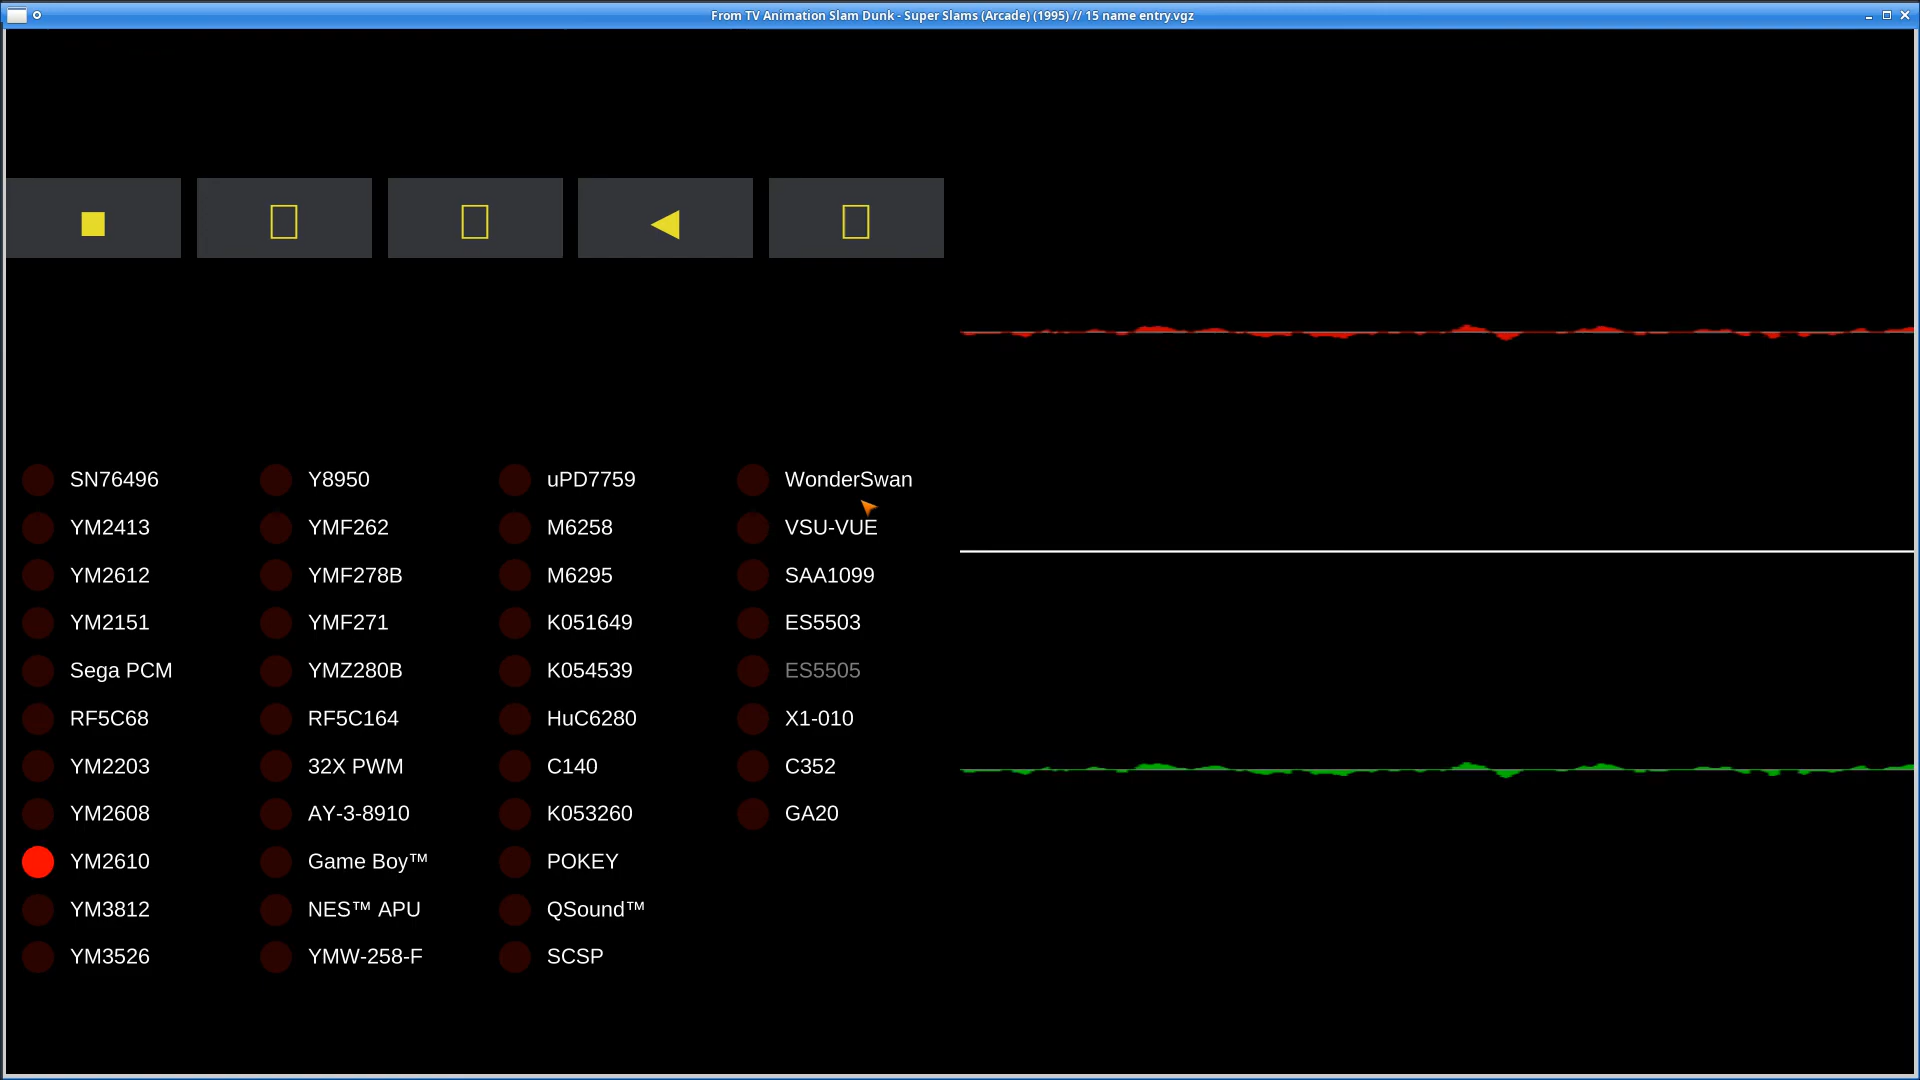 From TV Animation Slam Dunk - Super Slams (Arcade) (1995) // 15 name entry.vgz
SN76496
YM2413
YM2612
YM2151
Sega PCM
RF5C68
YM2203
YM2608
YM2610
YM3812
YM3526
Y8950
YMF262
YMF278B
YMF271
YMZ280B
RF5C164
32X PWM
AY-3-8910
Game Boy™
NES™ APU
YMW-258-F
uPD7759
M6258
M6295
K051649
K054539
HuC6280
C140
K053260
POKEY
QSound™
SCSP
WonderSwan
VSU-VUE
SAA1099
ES5503
ES5505
X1-010
C352
GA20